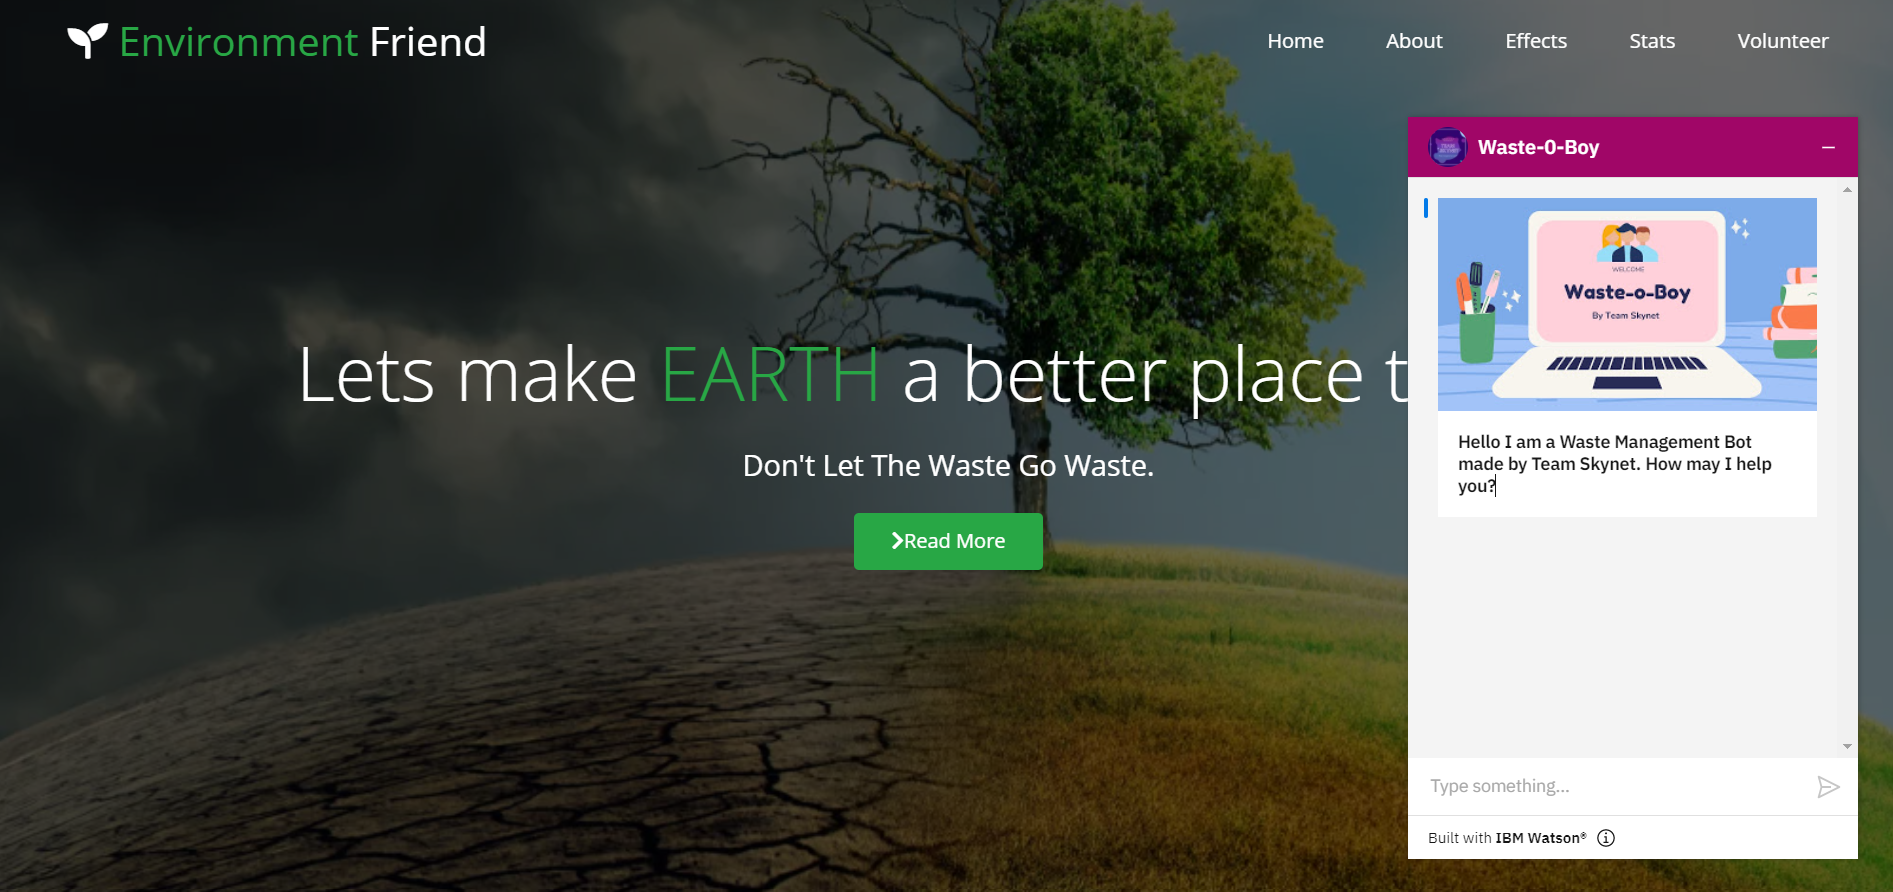 Environment Friend
Home About Effects Stats Volunteer
Lets make EARTH a better place t
Don't Let The Waste Go Waste.
Read More
Waste-O-Boy
WELCOME
Waste-o-Boy
By Team Skynet
Hello I am a Waste Management Bot
made by Team Skynet. How may I help
you?
Type something...
Built with IBM Watson®